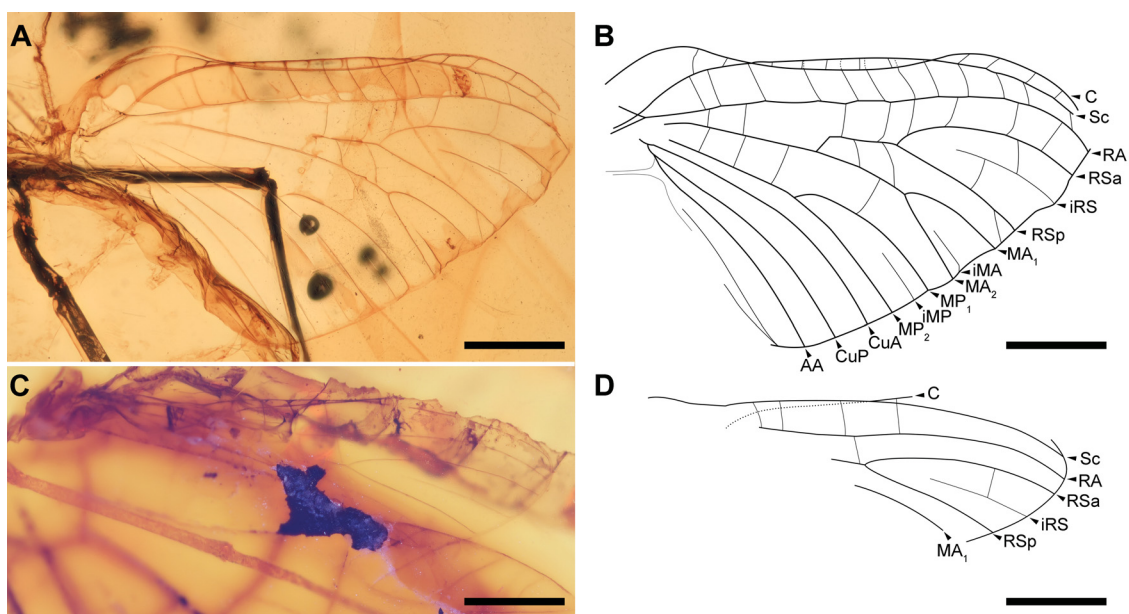 A
B
C
Sc
RA
RSa
iRS
RSp
MA1
iMA
MA2
MP1
iMP
MP2
CuA
CuP
AA
C
D
C
Sc
RA
RSa
iRS
RSp
MA1